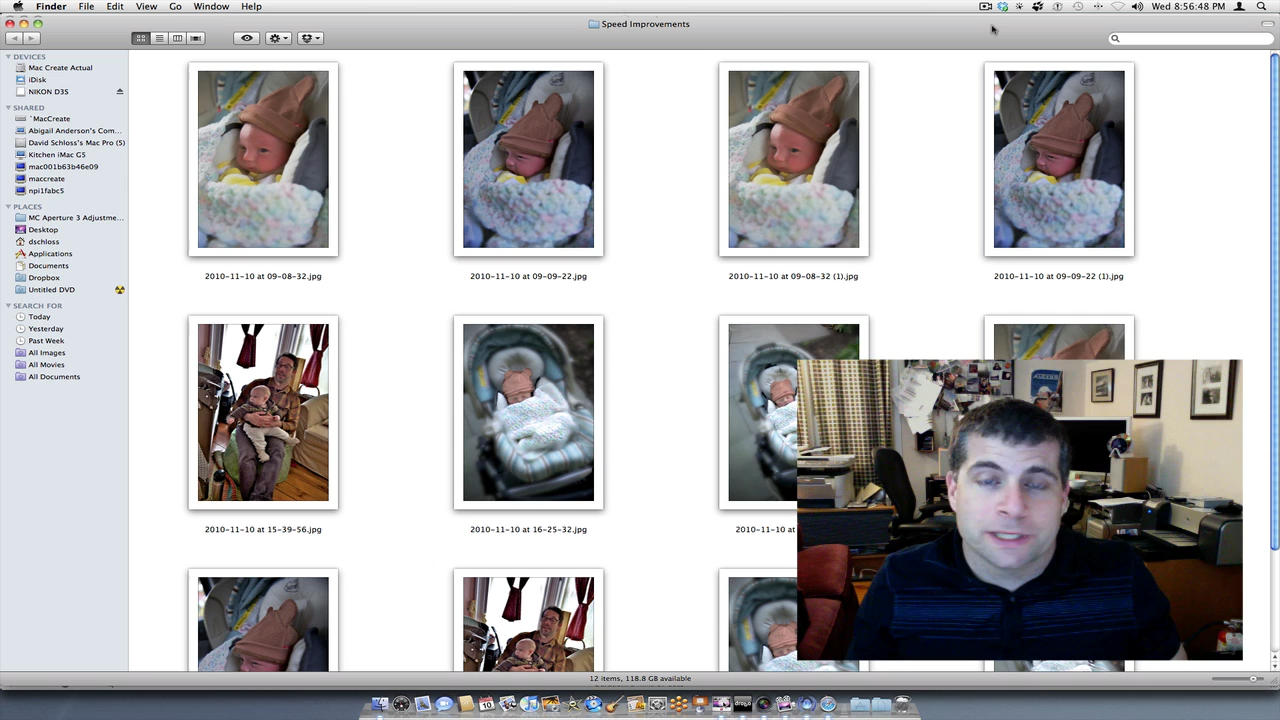 Finder File Edit View Go Window Help Wed 8:56:48 PM
Speed Improvements
DEVICES
Mac Create Actual
iDisk
NIKON D3S
SHARED
`MacCreate
Abigail Anderson's Com...
David Schloss's Mac Pro (5)
Kitchen iMac G5
mac001b63b46e09
maccreate
npi1fabc5
PLACES
MC Aperture 3 Adjustme...
Desktop
dschloss
Applications
Documents
Dropbox
Untitled DVD
SEARCH FOR
Today
Yesterday
Past Week
All Images
All Movies
All Documents
2010-11-10 at 09-08-32.jpg 2010-11-10 at 09-09-22.jpg 2010-11-10 at 09-08-32 (1).jpg 2010-11-10 at 09-09-22 (1).jpg
2010-11-10 at 15-39-56.jpg 2010-11-10 at 16-25-32.jpg 2010-11-10 at
12 items, 118.8 GB available